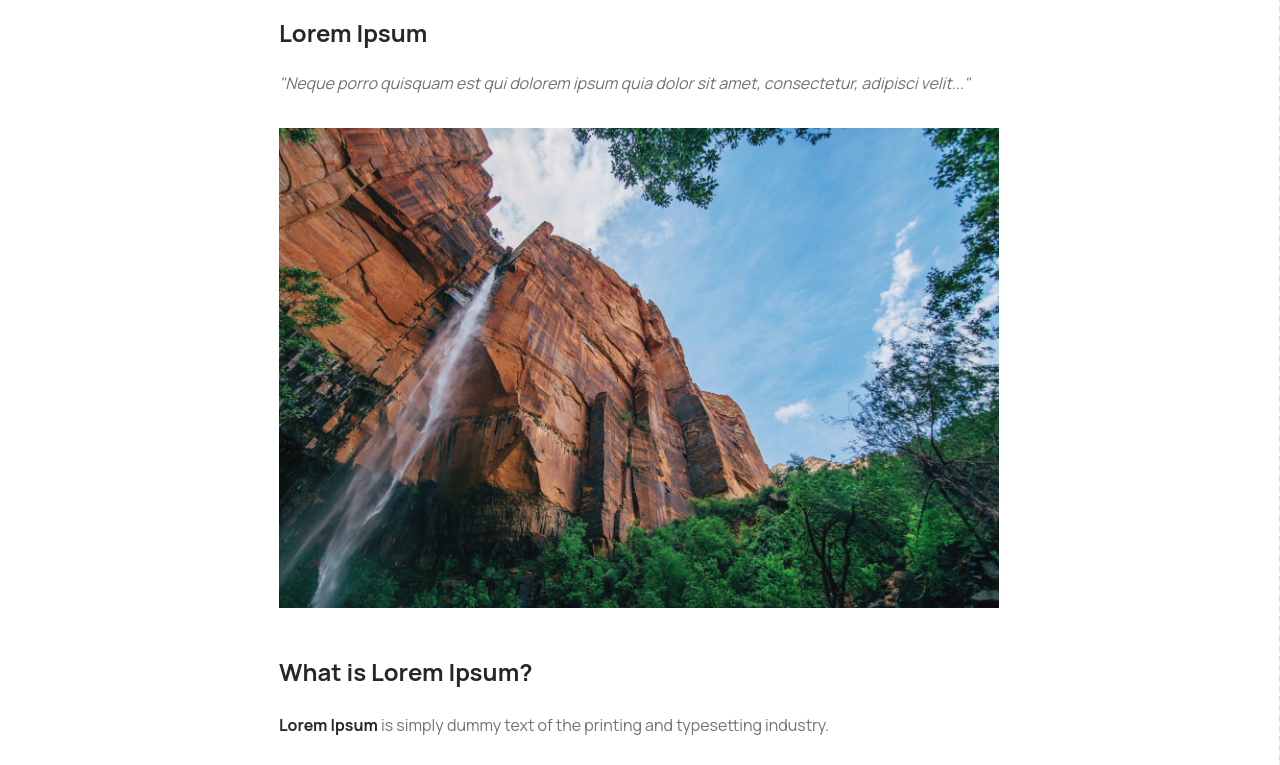 Lorem Ipsum
"Neque porro quisquam est qui dolorem ipsum quia dolor sit amet, consectetur, adipisci velit..."
What is Lorem Ipsum?
Lorem Ipsum is simply dummy text of the printing and typesetting industry.